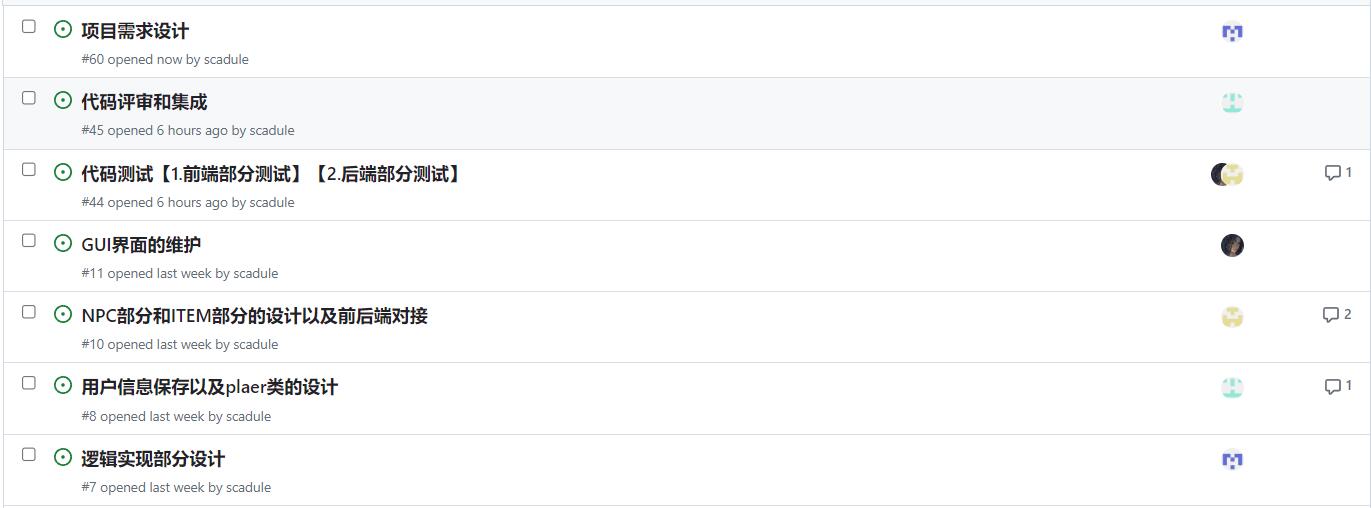 项目需求设计
#60 opened now by scadule
代码评审和集成
#45 opened 6 hours ago by scadule
代码测试【1.前端部分测试】【2.后端部分测试】
1
#44 opened 6 hours ago by scadule
GUI界面的维护
#11 opened last week by scadule
NPC部分和ITEM部分的设计以及前后端对接
2
#10 opened last week by scadule
用户信息保存以及plaer类的设计
1
#8 opened last week by scadule
逻辑实现部分设计
#7 opened last week by scadule